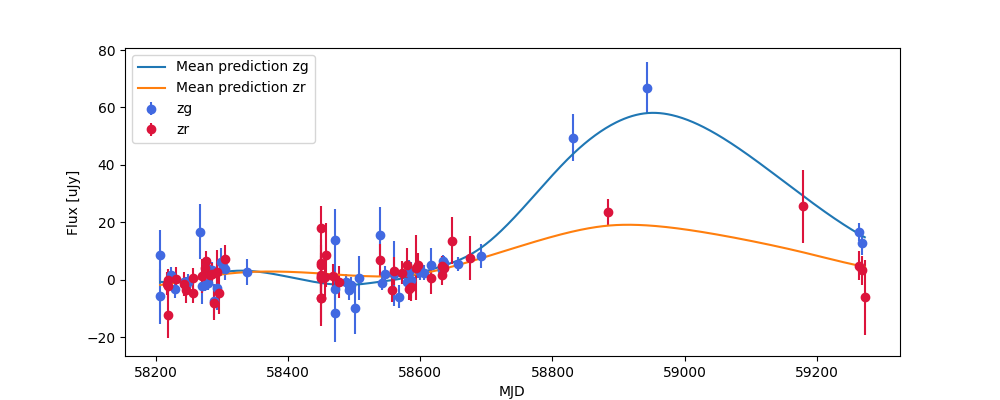 80
60
40
20
0
−20
Flux [uJy]
Mean prediction zg
Mean prediction zr
zg
zr
58200 58400 58600 58800 59000 59200
MJD